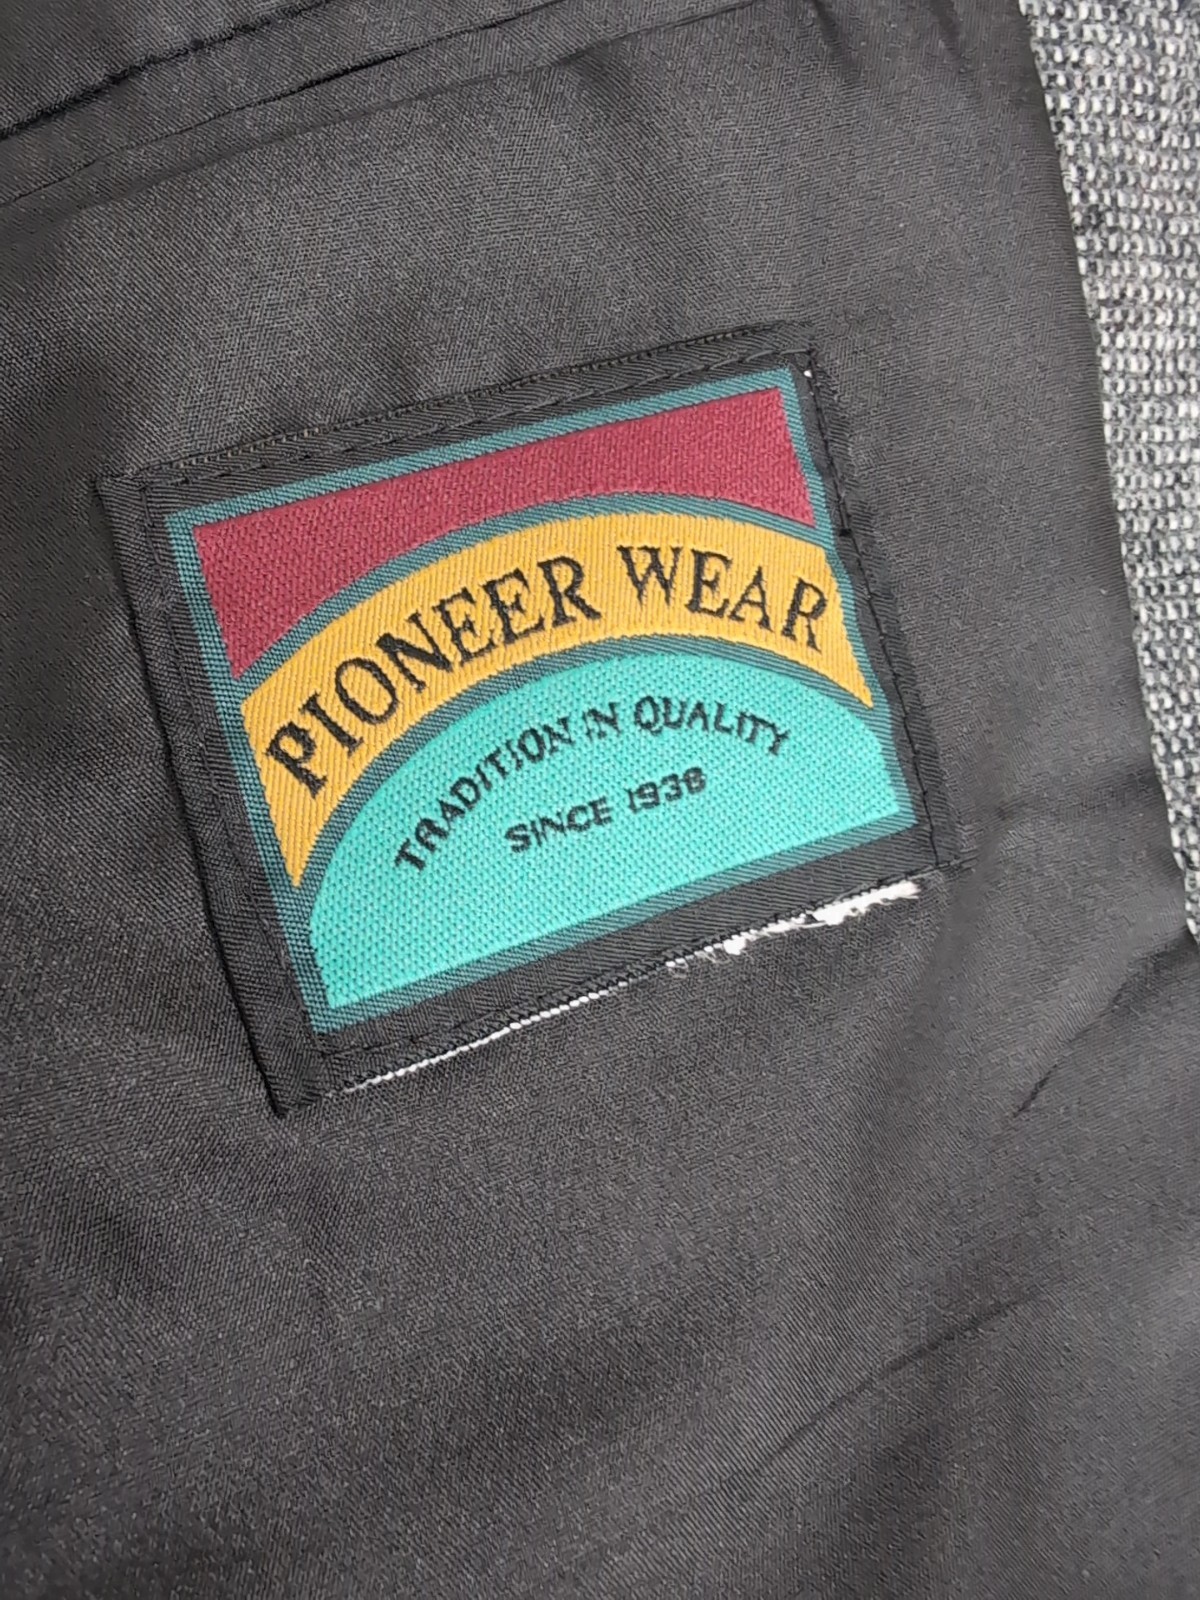 PIONEER WEAR
TRADITION IN QUALITY
SINCE 1938